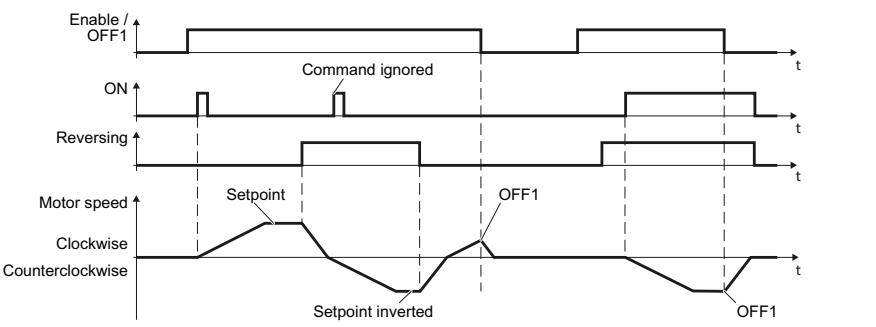 Enable /
OFF1
t
Command ignored
ON
t
Reversing
t
Motor speed
Setpoint
OFF1
Clockwise
Counterclockwise
t
Setpoint inverted
OFF1